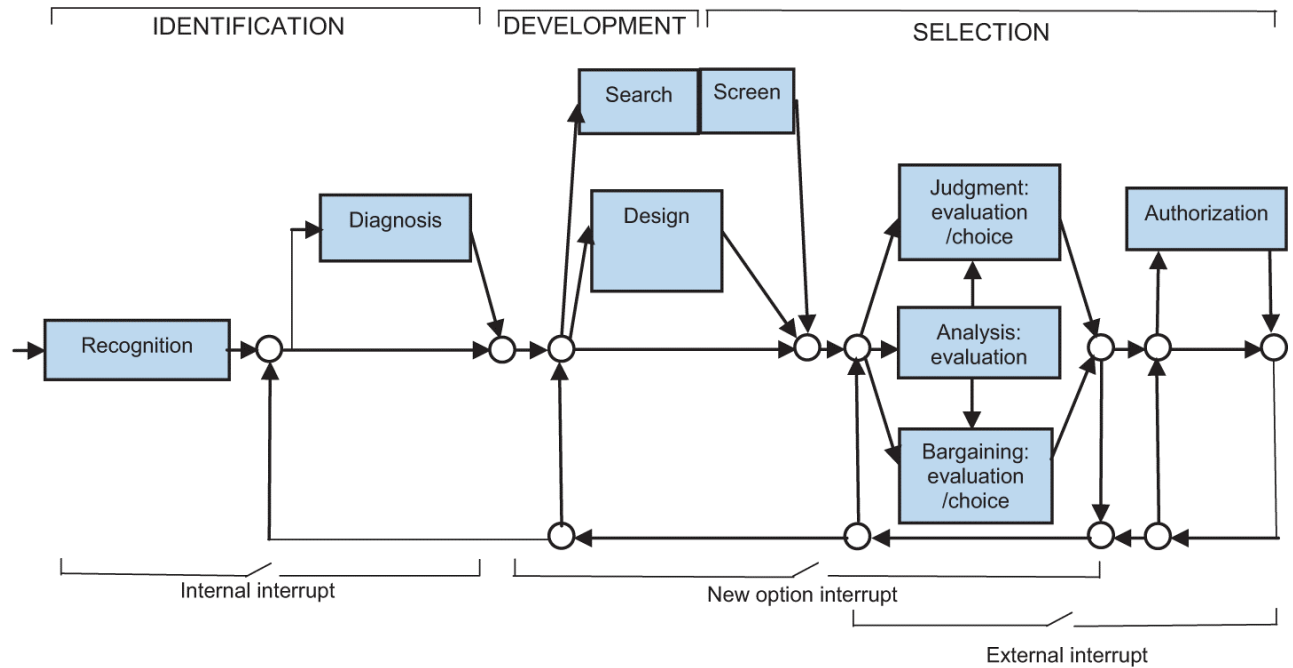 IDENTIFICATION
DEVELOPMENT
SELECTION
Search
Screen
Diagnosis
Design
Judgment:
evaluation
/choice
Authorization
Recognition
Analysis:
evaluation
Bargaining:
evaluation
/choice
Internal interrupt
New option interrupt
External interrupt